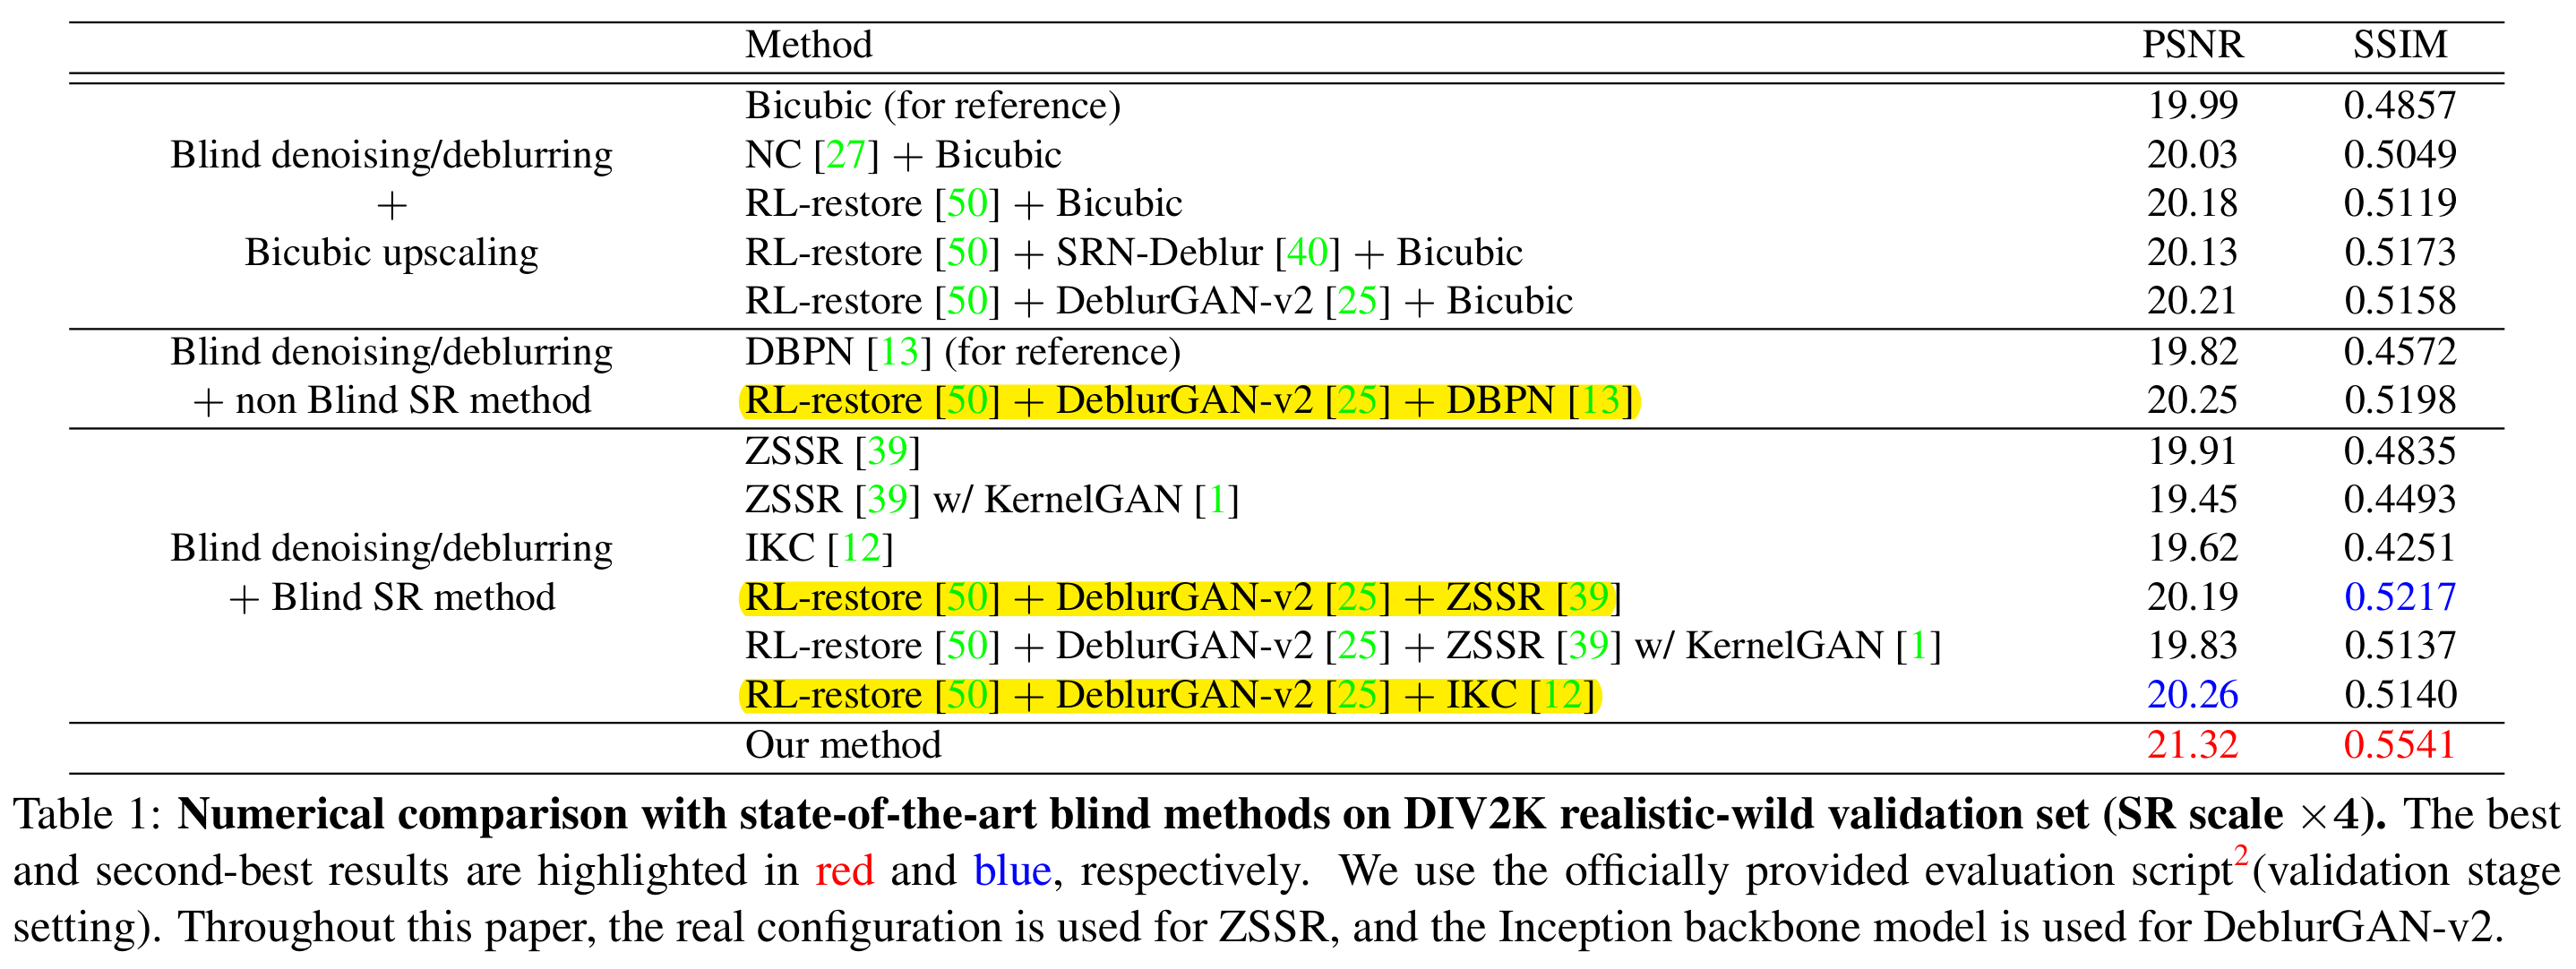 Method PSNR SSIM
Bicubic (for reference) 19.99 0.4857
Blind denoising/deblurring NC [27] + Bicubic 20.03 0.5049
+ RL-restore [50] + Bicubic 20.18 0.5119
Bicubic upscaling RL-restore [50] + SRN-Deblur [40] + Bicubic 20.13 0.5173
RL-restore [50] + DeblurGAN-v2 [25] + Bicubic 20.21 0.5158
Blind denoising/deblurring DBPN [13] (for reference) 19.82 0.4572
+ non Blind SR method RL-restore [50] + DeblurGAN-v2 [25] + DBPN [13] 20.25 0.5198
ZSSR [39] 19.91 0.4835
ZSSR [39] w/ KernelGAN [1] 19.45 0.4493
Blind denoising/deblurring IKC [12] 19.62 0.4251
+ Blind SR method RL-restore [50] + DeblurGAN-v2 [25] + ZSSR [39] 20.19 0.5217
RL-restore [50] + DeblurGAN-v2 [25] + ZSSR [39] w/ KernelGAN [1] 19.83 0.5137
RL-restore [50] + DeblurGAN-v2 [25] + IKC [12] 20.26 0.5140
Our method 21.32 0.5541
Table 1: Numerical comparison with state-of-the-art blind methods on DIV2K realistic-wild validation set (SR scale ×4). The best
and second-best results are highlighted in red and blue, respectively. We use the officially provided evaluation script2(validation stage
setting). Throughout this paper, the real configuration is used for ZSSR, and the Inception backbone model is used for DeblurGAN-v2.